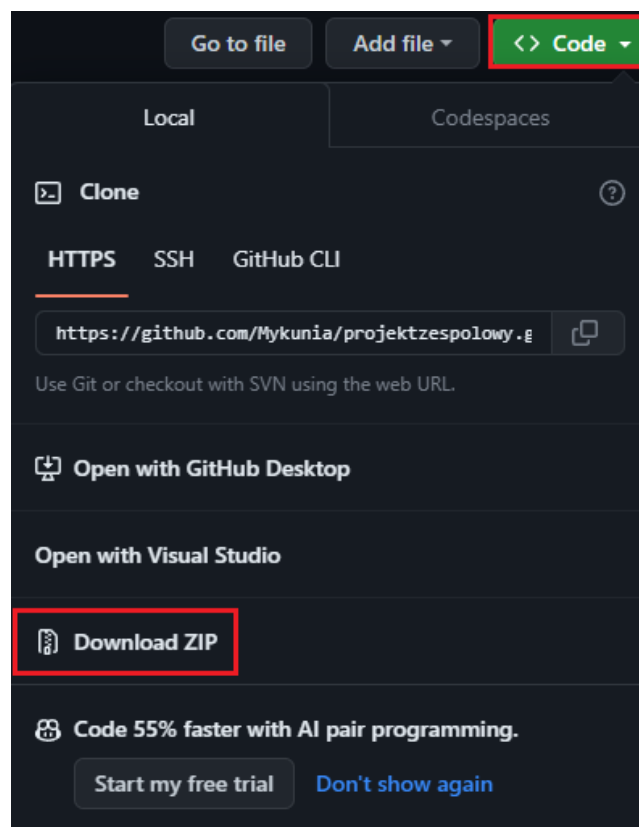 Go to file Add file <> Code
Local Codespaces
Clone
HTTPS SSH GitHub CLI
https://github.com/Mykunia/projektzespolowy.g
Use Git or checkout with SVN using the web URL.
Open with GitHub Desktop
Open with Visual Studio
Download ZIP
Code 55% faster with AI pair programming.
Start my free trial Don't show again